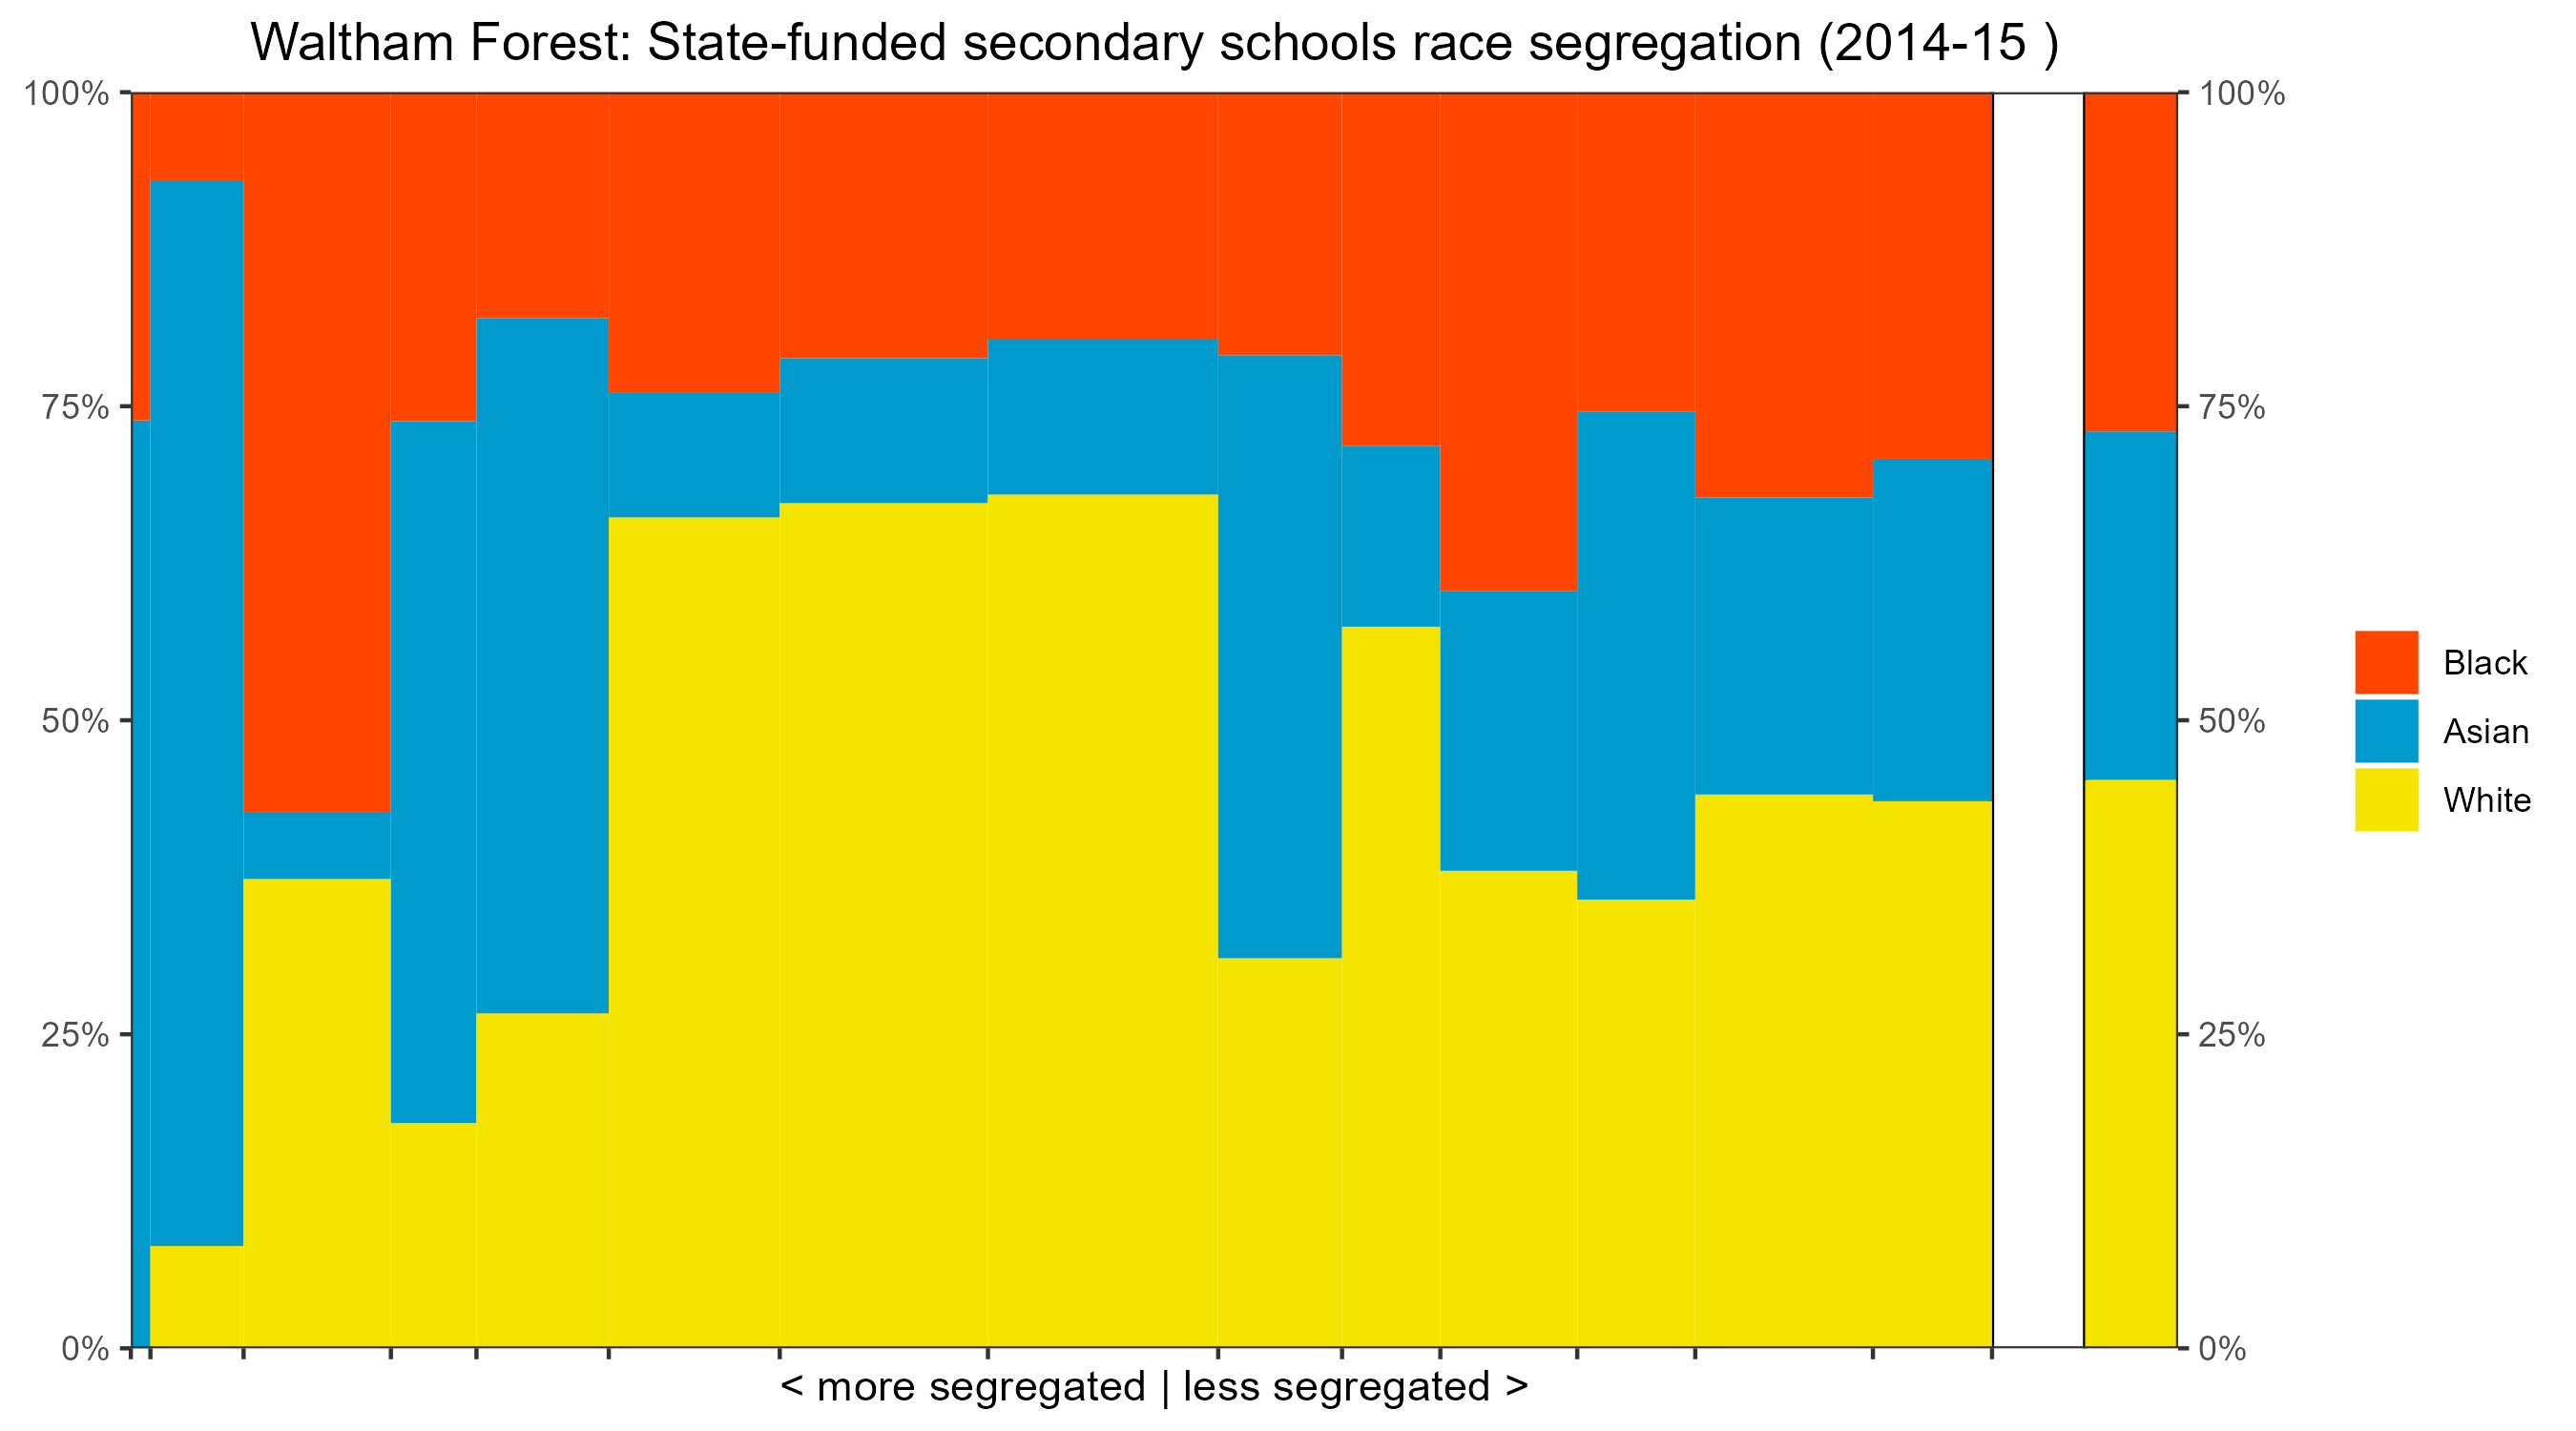 Waltham Forest: State-funded secondary schools race segregation (2014-15 )
100%
75%
50%
25%
0%
100%
75%
50%
25%
0%
Black
Asian
White
< more segregated | less segregated >